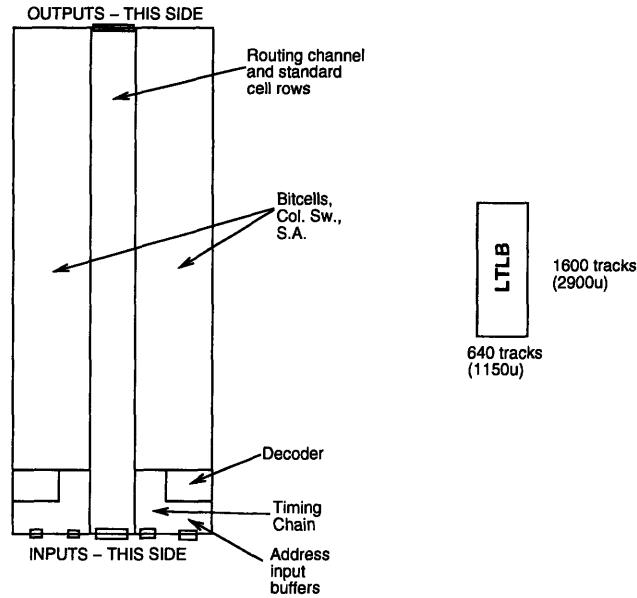 OUTPUTS – THIS SIDE
Routing channel
and standard
cell rows
Bitcells,
Col. Sw.,
S.A.
LTLB
1600 tracks
(2900u)
640 tracks
(1150u)
Decoder
Timing
Chain
INPUTS – THIS SIDE
Address
input
buffers